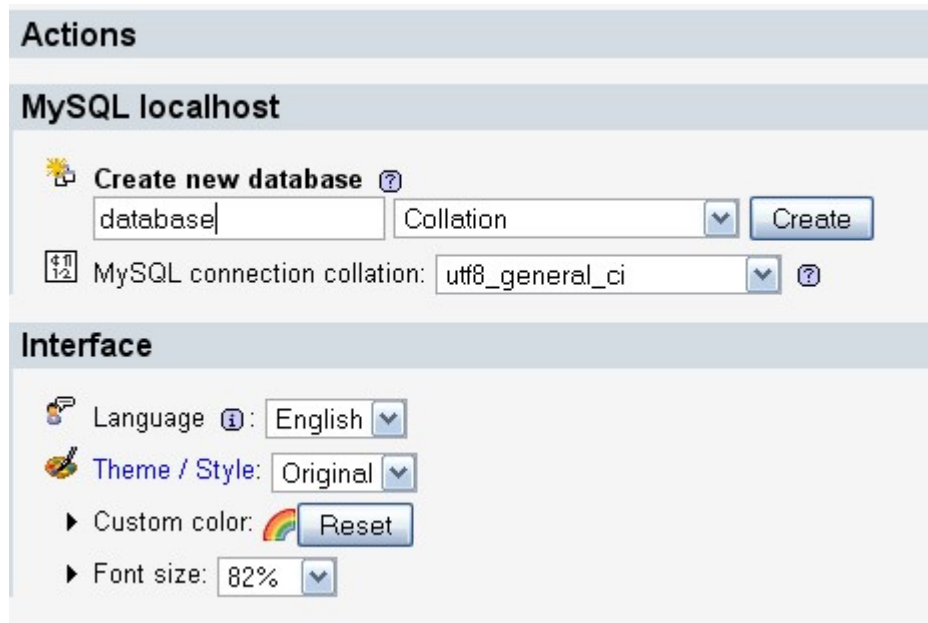 Actions
MySQL localhost
Create new database ?
database Collation Create
MySQL connection collation: utf8_general_ci ?
Interface
Language i : English
Theme / Style: Original
Custom color: Reset
Font size: 82%